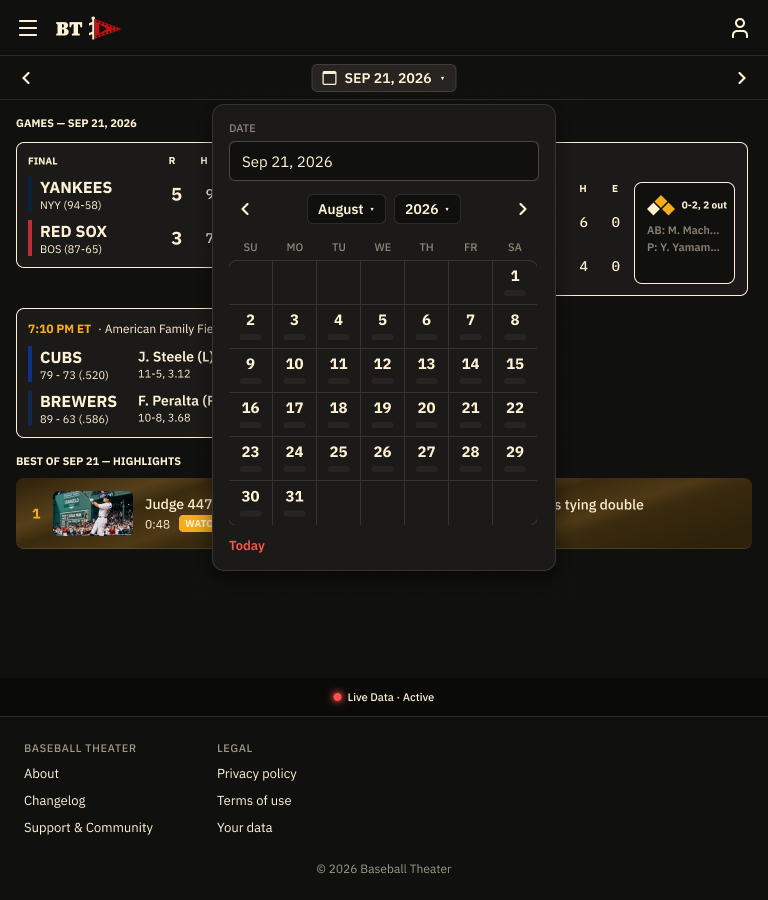 BT
SEP 21, 2026
GAMES — SEP 21, 2026
FINAL R H
YANKEES 5
NYY (94-58)
RED SOX 3
BOS (87-65)
H E
6 0
4 0
0-2, 2 out
AB: M. Mach...
P: Y. Yamam...
DATE
Sep 21, 2026
August 2026
SU MO TU WE TH FR SA
1
2 3 4 5 6 7 8
9 10 11 12 13 14 15
16 17 18 19 20 21 22
23 24 25 26 27 28 29
30 31
Today
7:10 PM ET · American Family Fie
CUBS J. Steele (L)
79 - 73 (.520) 11-5, 3.12
BREWERS F. Peralta (
89 - 63 (.586) 10-8, 3.68
BEST OF SEP 21 — HIGHLIGHTS
1 Judge 447
0:48 WATC
s tying double
Live Data · Active
BASEBALL THEATER LEGAL
About Privacy policy
Changelog Terms of use
Support & Community Your data
© 2026 Baseball Theater